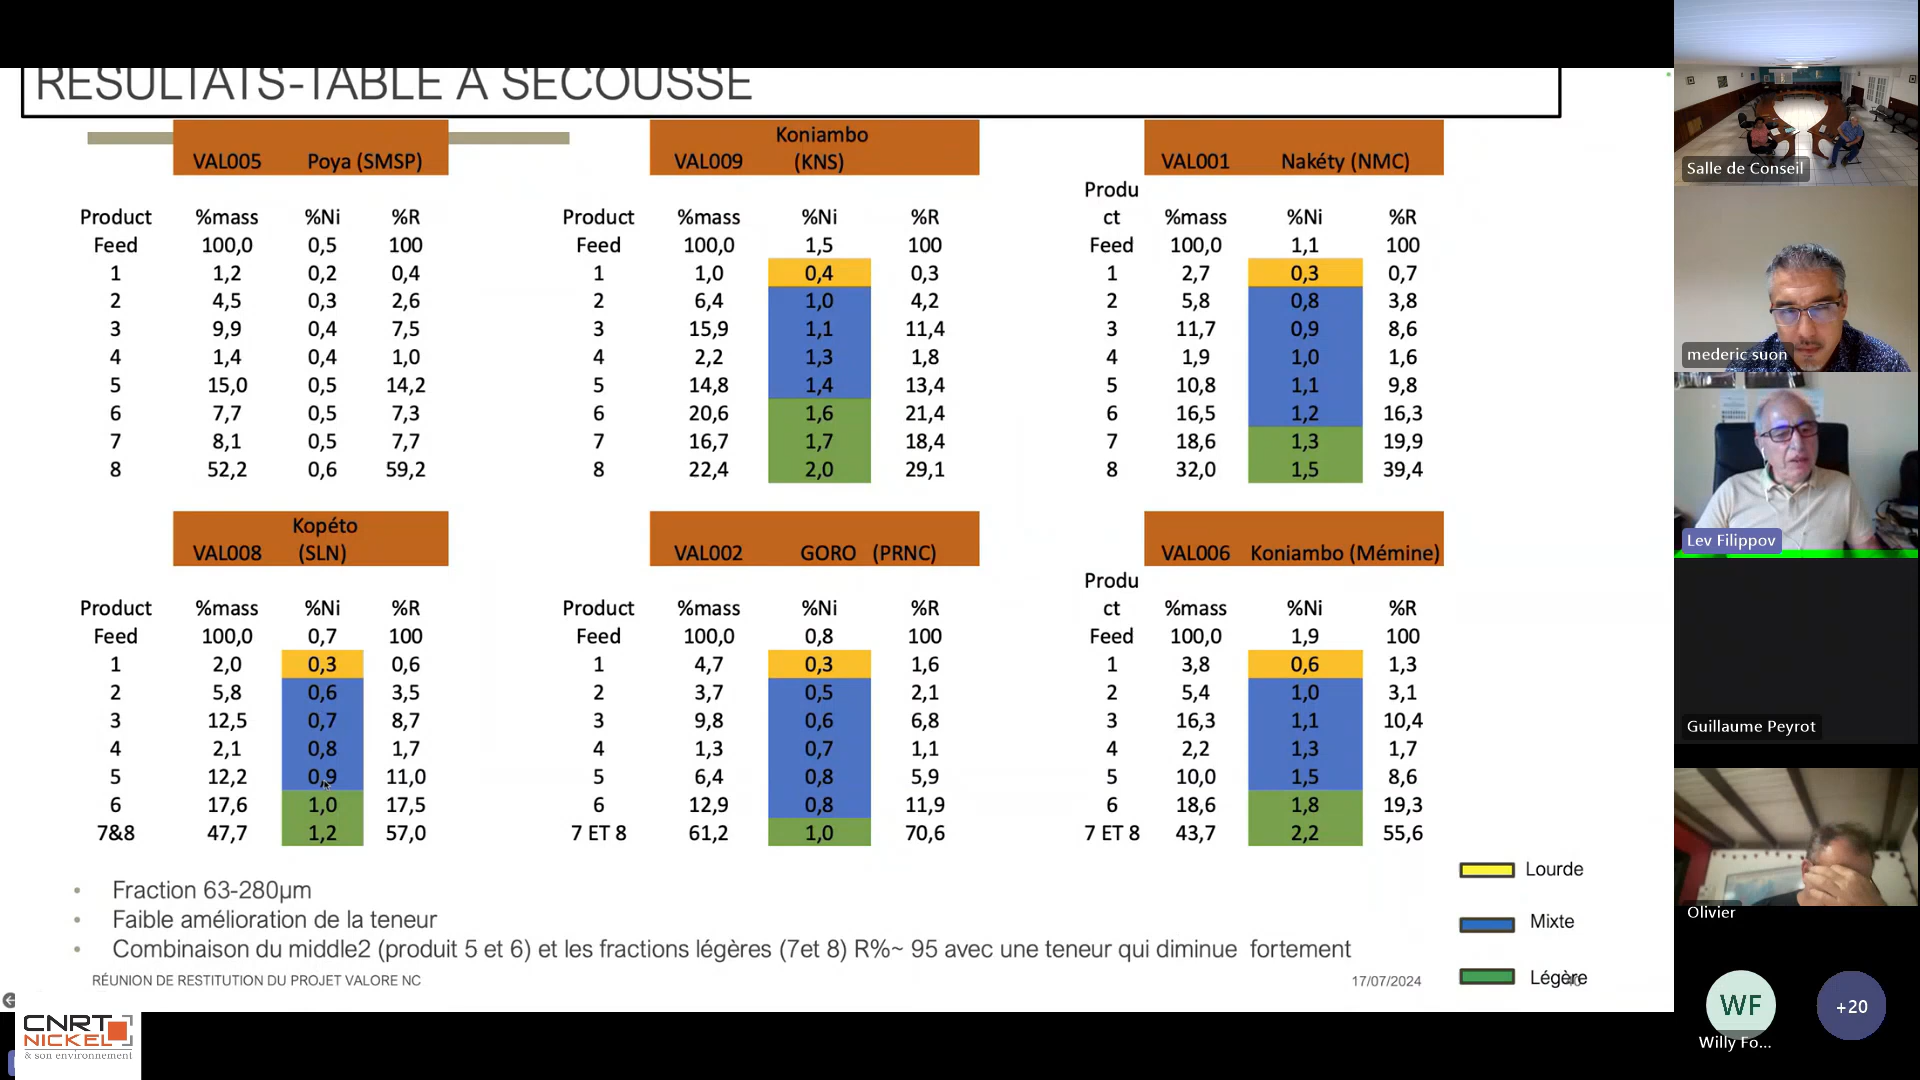 RÉSULTATS-TABLE À SECOUSSE
VAL005 Poya (SMSP)
Product %mass %Ni %R
Feed 100,0 0,5 100
1 1,2 0,2 0,4
2 4,5 0,3 2,6
3 9,9 0,4 7,5
4 1,4 0,4 1,0
5 15,0 0,5 14,2
6 7,7 0,5 7,3
7 8,1 0,5 7,7
8 52,2 0,6 59,2
Koniambo
VAL009 (KNS)
Product %mass %Ni %R
Feed 100,0 1,5 100
1 1,0 0,4 0,3
2 6,4 1,0 4,2
3 15,9 1,1 11,4
4 2,2 1,3 1,8
5 14,8 1,4 13,4
6 20,6 1,6 21,4
7 16,7 1,7 18,4
8 22,4 2,0 29,1
VAL001 Nakéty (NMC)
Produ
ct %mass %Ni %R
Feed 100,0 1,1 100
1 2,7 0,3 0,7
2 5,8 0,8 3,8
3 11,7 0,9 8,6
4 1,9 1,0 1,6
5 10,8 1,1 9,8
6 16,5 1,2 16,3
7 18,6 1,3 19,9
8 32,0 1,5 39,4
Kopéto
VAL008 (SLN)
Product %mass %Ni %R
Feed 100,0 0,7 100
1 2,0 0,3 0,6
2 5,8 0,6 3,5
3 12,5 0,7 8,7
4 2,1 0,8 1,7
5 12,2 0,9 11,0
6 17,6 1,0 17,5
7&8 47,7 1,2 57,0
VAL002 GORO (PRNC)
Product %mass %Ni %R
Feed 100,0 0,8 100
1 4,7 0,3 1,6
2 3,7 0,5 2,1
3 9,8 0,6 6,8
4 1,3 0,7 1,1
5 6,4 0,8 5,9
6 12,9 0,8 11,9
7 ET 8 61,2 1,0 70,6
VAL006 Koniambo (Mémine)
Produ
ct %mass %Ni %R
Feed 100,0 1,9 100
1 3,8 0,6 1,3
2 5,4 1,0 3,1
3 16,3 1,1 10,4
4 2,2 1,3 1,7
5 10,0 1,5 8,6
6 18,6 1,8 19,3
7 ET 8 43,7 2,2 55,6
Lourde
Mixte
Légère
• Fraction 63-280µm
• Faible amélioration de la teneur
• Combinaison du middle2 (produit 5 et 6) et les fractions légères (7et 8) R%~ 95 avec une teneur qui diminue fortement
RÉUNION DE RESTITUTION DU PROJET VALORE NC
17/07/2024
CNRT
NICKEL
& son environnement
Salle de Conseil
mederic suon
Lev Filippov
Guillaume Peyrot
Olivier
WF
+20
Willy Fo...